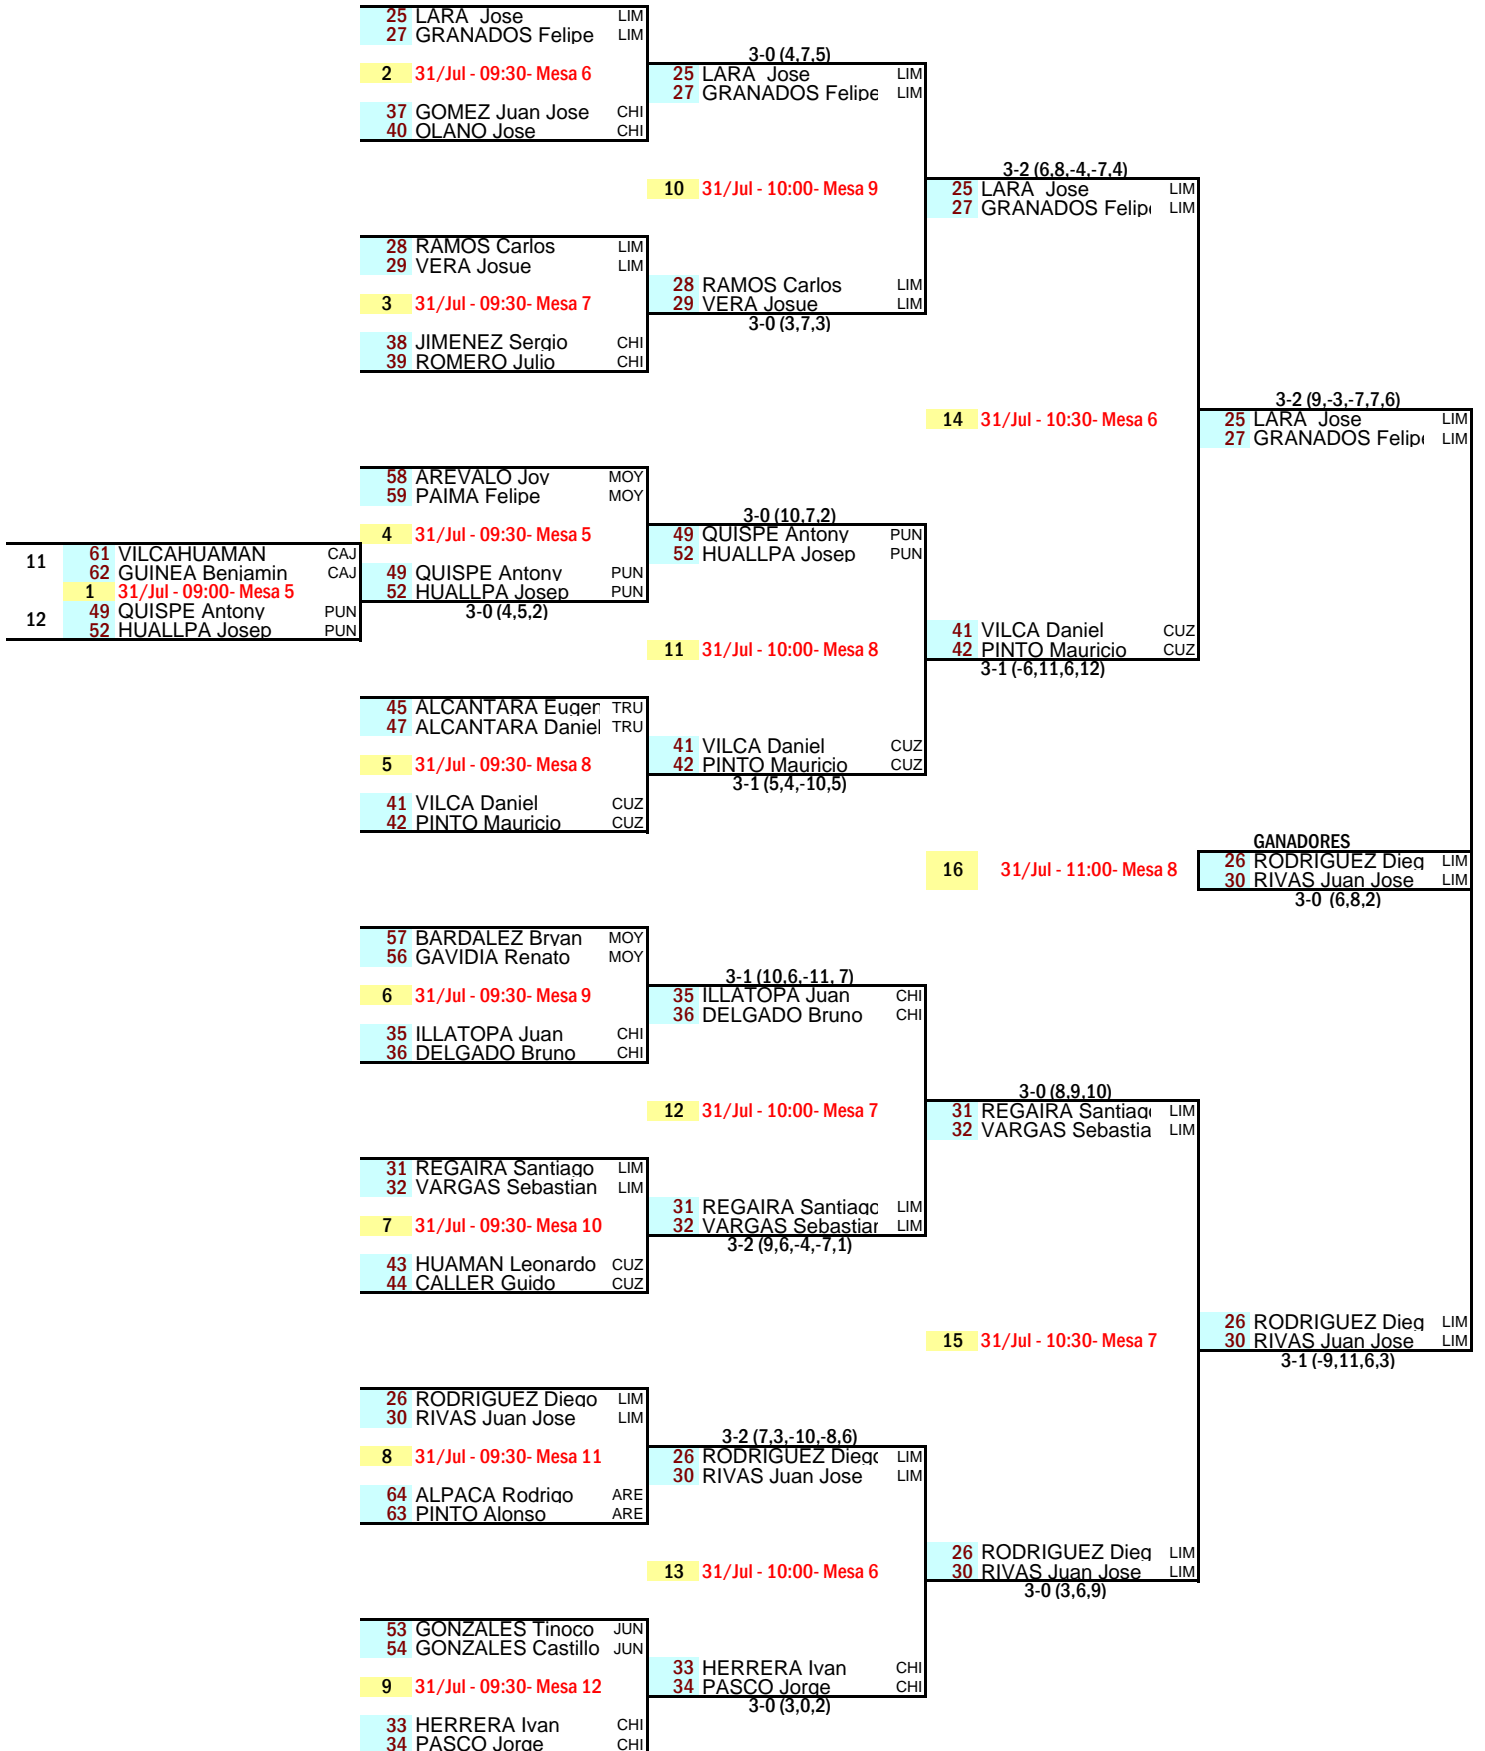 25 LARA Jose LIM
27 GRANADOS Felipe LIM
2 31/Jul - 09:30- Mesa 6
37 GOMEZ Juan Jose CHI
40 OLANO Jose CHI
28 RAMOS Carlos LIM
29 VERA Josue LIM
3 31/Jul - 09:30- Mesa 7
38 JIMENEZ Sergio CHI
39 ROMERO Julio CHI
58 AREVALO Joy MOY
59 PAIMA Felipe MOY
4 31/Jul - 09:30- Mesa 5
49 QUISPE Antony PUN
52 HUALLPA Josep PUN
3-0 (4,5,2)
11 61 VILCAHUAMAN CAJ
62 GUINEA Benjamin CAJ
1 31/Jul - 09:00- Mesa 5
12 49 QUISPE Antony PUN
52 HUALLPA Josep PUN
45 ALCANTARA Eugen TRU
47 ALCANTARA Daniel TRU
5 31/Jul - 09:30- Mesa 8
41 VILCA Daniel CUZ
42 PINTO Mauricio CUZ
57 BARDALEZ Bryan MOY
56 GAVIDIA Renato MOY
6 31/Jul - 09:30- Mesa 9
35 ILLATOPA Juan CHI
36 DELGADO Bruno CHI
31 REGAIRA Santiago LIM
32 VARGAS Sebastian LIM
7 31/Jul - 09:30- Mesa 10
43 HUAMAN Leonardo CUZ
44 CALLER Guido CUZ
26 RODRIGUEZ Diego LIM
30 RIVAS Juan Jose LIM
8 31/Jul - 09:30- Mesa 11
64 ALPACA Rodrigo ARE
63 PINTO Alonso ARE
53 GONZALES Tinoco JUN
54 GONZALES Castillo JUN
9 31/Jul - 09:30- Mesa 12
33 HERRERA Ivan CHI
34 PASCO Jorge CHI
3-0 (4,7,5)
25 LARA Jose LIM
27 GRANADOS Felipe LIM
10 31/Jul - 10:00- Mesa 9
28 RAMOS Carlos LIM
29 VERA Josue LIM
3-0 (3,7,3)
3-0 (10,7,2)
49 QUISPE Antony PUN
52 HUALLPA Josep PUN
11 31/Jul - 10:00- Mesa 8
41 VILCA Daniel CUZ
42 PINTO Mauricio CUZ
3-1 (5,4,-10,5)
3-1 (10,6,-11, 7)
35 ILLATOPA Juan CHI
36 DELGADO Bruno CHI
12 31/Jul - 10:00- Mesa 7
31 REGAIRA Santiago LIM
32 VARGAS Sebastian LIM
3-2 (9,6,-4,-7,1)
3-2 (7,3,-10,-8,6)
26 RODRIGUEZ Diego LIM
30 RIVAS Juan Jose LIM
13 31/Jul - 10:00- Mesa 6
33 HERRERA Ivan CHI
34 PASCO Jorge CHI
3-0 (3,0,2)
3-2 (6,8,-4,-7,4)
25 LARA Jose LIM
27 GRANADOS Felipe LIM
14 31/Jul - 10:30- Mesa 6
41 VILCA Daniel CUZ
42 PINTO Mauricio CUZ
3-1 (-6,11,6,12)
3-0 (8,9,10)
31 REGAIRA Santiago LIM
32 VARGAS Sebastia LIM
15 31/Jul - 10:30- Mesa 7
26 RODRIGUEZ Dieg LIM
30 RIVAS Juan Jose LIM
3-0 (3,6,9)
3-2 (9,-3,-7,7,6)
25 LARA Jose LIM
27 GRANADOS Felipe LIM
GANADORES
16 31/Jul - 11:00- Mesa 8
26 RODRIGUEZ Dieg LIM
30 RIVAS Juan Jose LIM
3-0 (6,8,2)
26 RODRIGUEZ Dieg LIM
30 RIVAS Juan Jose LIM
3-1 (-9,11,6,3)